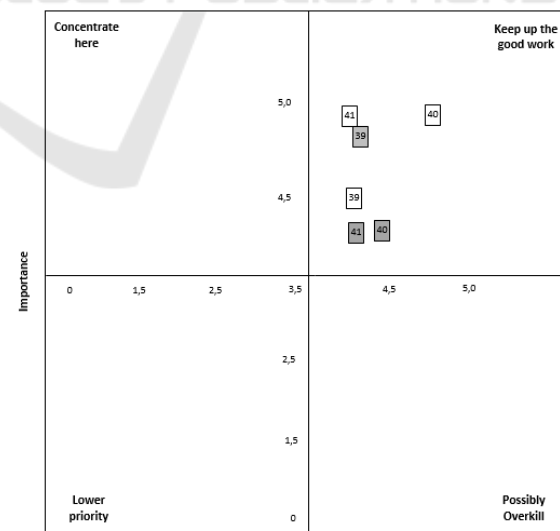 Concentrate
here
Keep up the
good work
5,0
41
40
39
4,5
39
41
40
Importance
0
1,5
2,5
3,5
4,5
5,0
2,5
1,5
0
Lower
priority
Possibly
Overkill